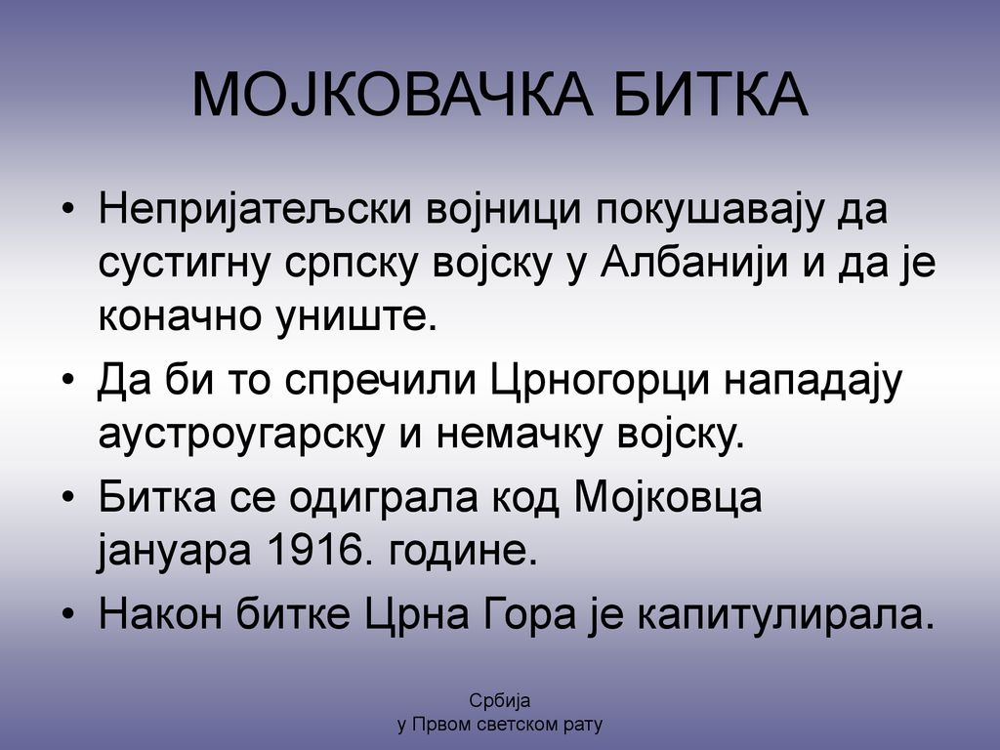 МОЈКОВАЧКА БИТКА
• Непријатељски војници покушавају да
сустигну српску војску у Албанији и да је
коначно униште.
• Да би то спречили Црногорци нападају
аустроугарску и немачку војску.
• Битка се одиграла код Мојковца
јануара 1916. године.
• Након битке Црна Гора је капитулирала.
Србија
у Првом светском рату